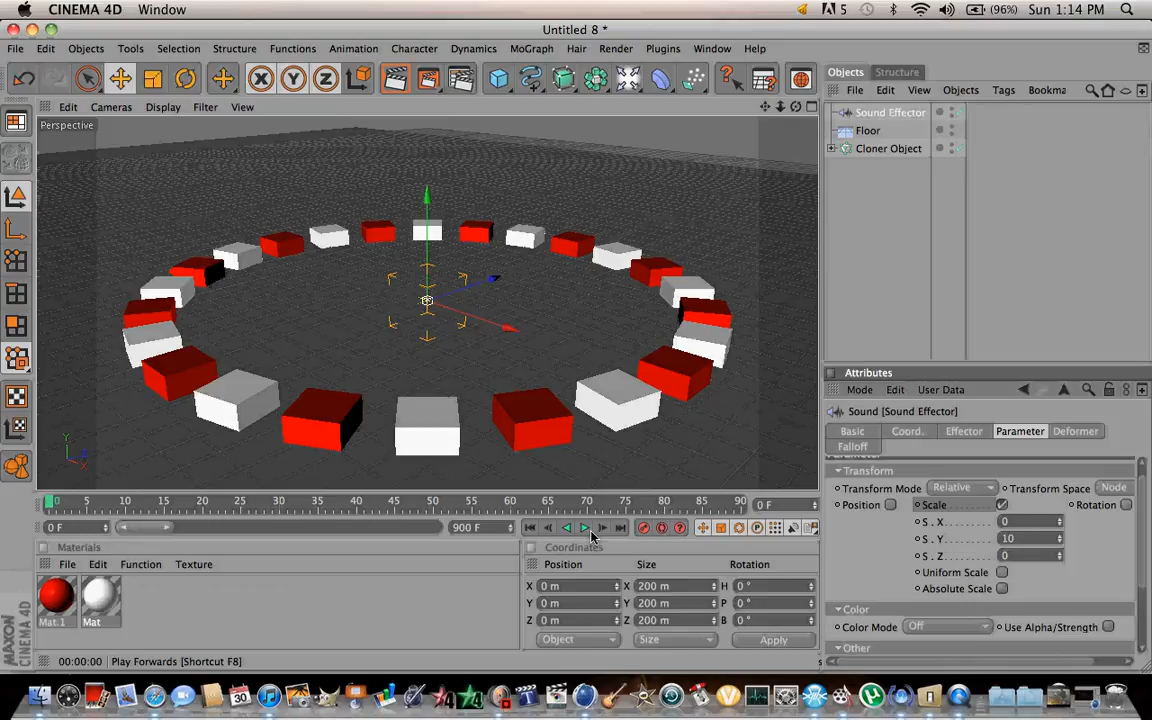 CINEMA 4D Window
5 (96%) Sun 1:14 PM
Untitled 8 *
File Edit Objects Tools Selection Structure Functions Animation Character Dynamics MoGraph Hair Render Plugins Window Help
X Y Z
Objects Structure
File Edit View Objects Tags Bookma
Edit Cameras Display Filter View
Perspective
Sound Effector
Floor
Cloner Object
Attributes
Mode Edit User Data
Sound [Sound Effector]
Basic Coord. Effector Parameter Deformer
Falloff
Parameter
Transform
Transform Mode Relative Transform Space Node
Position Scale Rotation
S . X 0
S . Y 10
S . Z 0
Uniform Scale
Absolute Scale
Color
Color Mode Off Use Alpha/Strength
Other
Y
X
0 5 10 15 20 25 30 35 40 45 50 55 60 65 70 75 80 85 90 0 F
0 F 900 F
Materials
File Edit Function Texture
Mat.1 Mat
Coordinates
Position Size Rotation
X 0 m X 200 m H 0 °
Y 0 m Y 200 m P 0 °
Z 0 m Z 200 m B 0 °
Object Size Apply
MAXON
CINEMA 4D
00:00:00 Play Forwards [Shortcut F8]
30